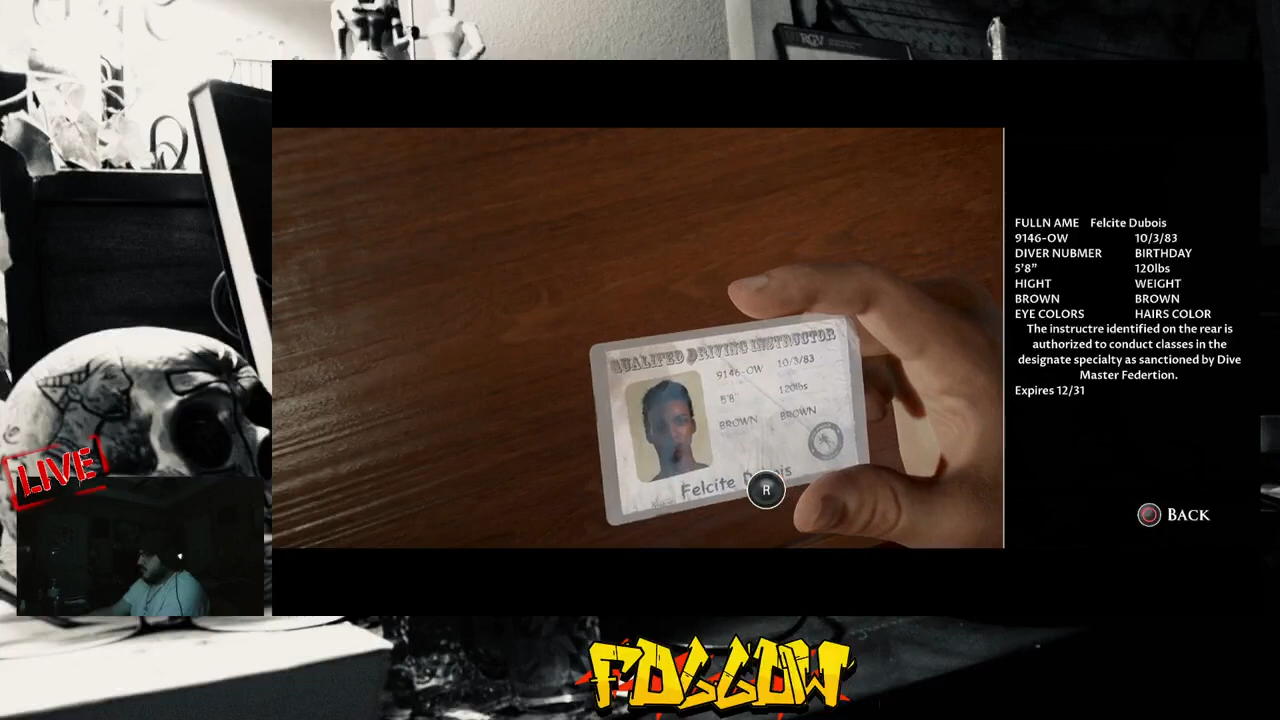 RGV
FULLN AME Felcite Dubois
9146-OW 10/3/83
DIVER NUBMER BIRTHDAY
5'8" 120lbs
HIGHT WEIGHT
BROWN BROWN
EYE COLORS HAIRS COLOR
The instructre identified on the rear is
authorized to conduct classes in the
designate specialty as sanctioned by Dive
Master Federtion.
Expires 12/31
QUALIFED DRIVING INSTRUCTOR
9146-OW 10/3/83
5'8" 120lbs
BROWN BROWN
Felcite
R
BACK
LIVE
FOLLOW